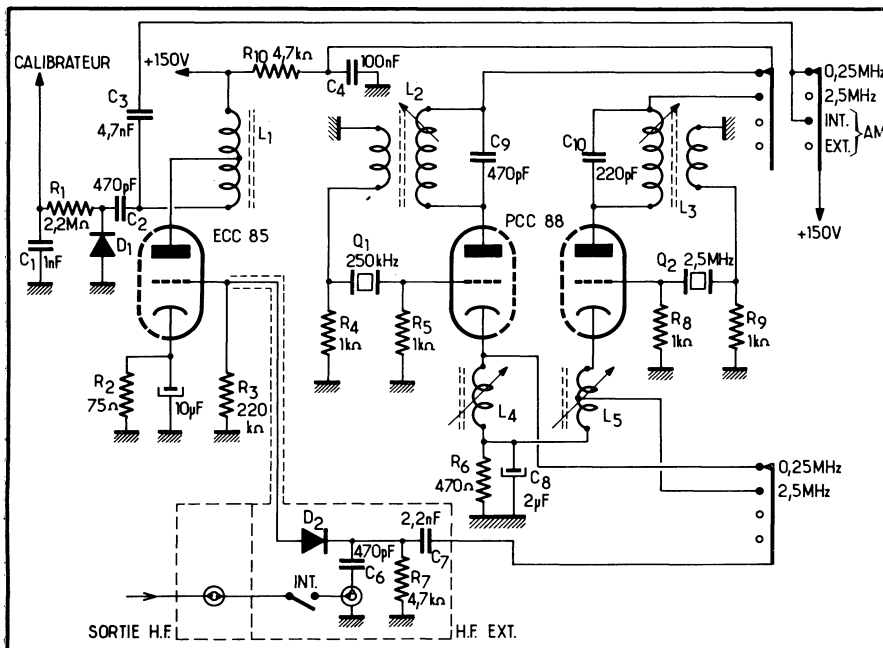 CALIBRATEUR
+150V
R10 4,7kΩ
C4
100nF
L2
C3
4,7nF
L1
C9
470pF
C10
220pF
L3
0,25MHz
2,5MHz
INT.
EXT.
AM
+150V
R1
2,2MΩ
470pF
C2
C1
1nF
D1
ECC 85
PCC 88
Q1
250kHz
Q2
2,5MHz
R4
1kΩ
R5
1kΩ
R8
1kΩ
R9
1kΩ
R2
75Ω
10µF
R3
220
kΩ
L4
L5
R6
470Ω
C8
2µF
0,25MHz
2,5MHz
D2
2,2nF
C7
470pF
C6
R7
4,7kΩ
INT.
SORTIE H.F.
H.F. EXT.